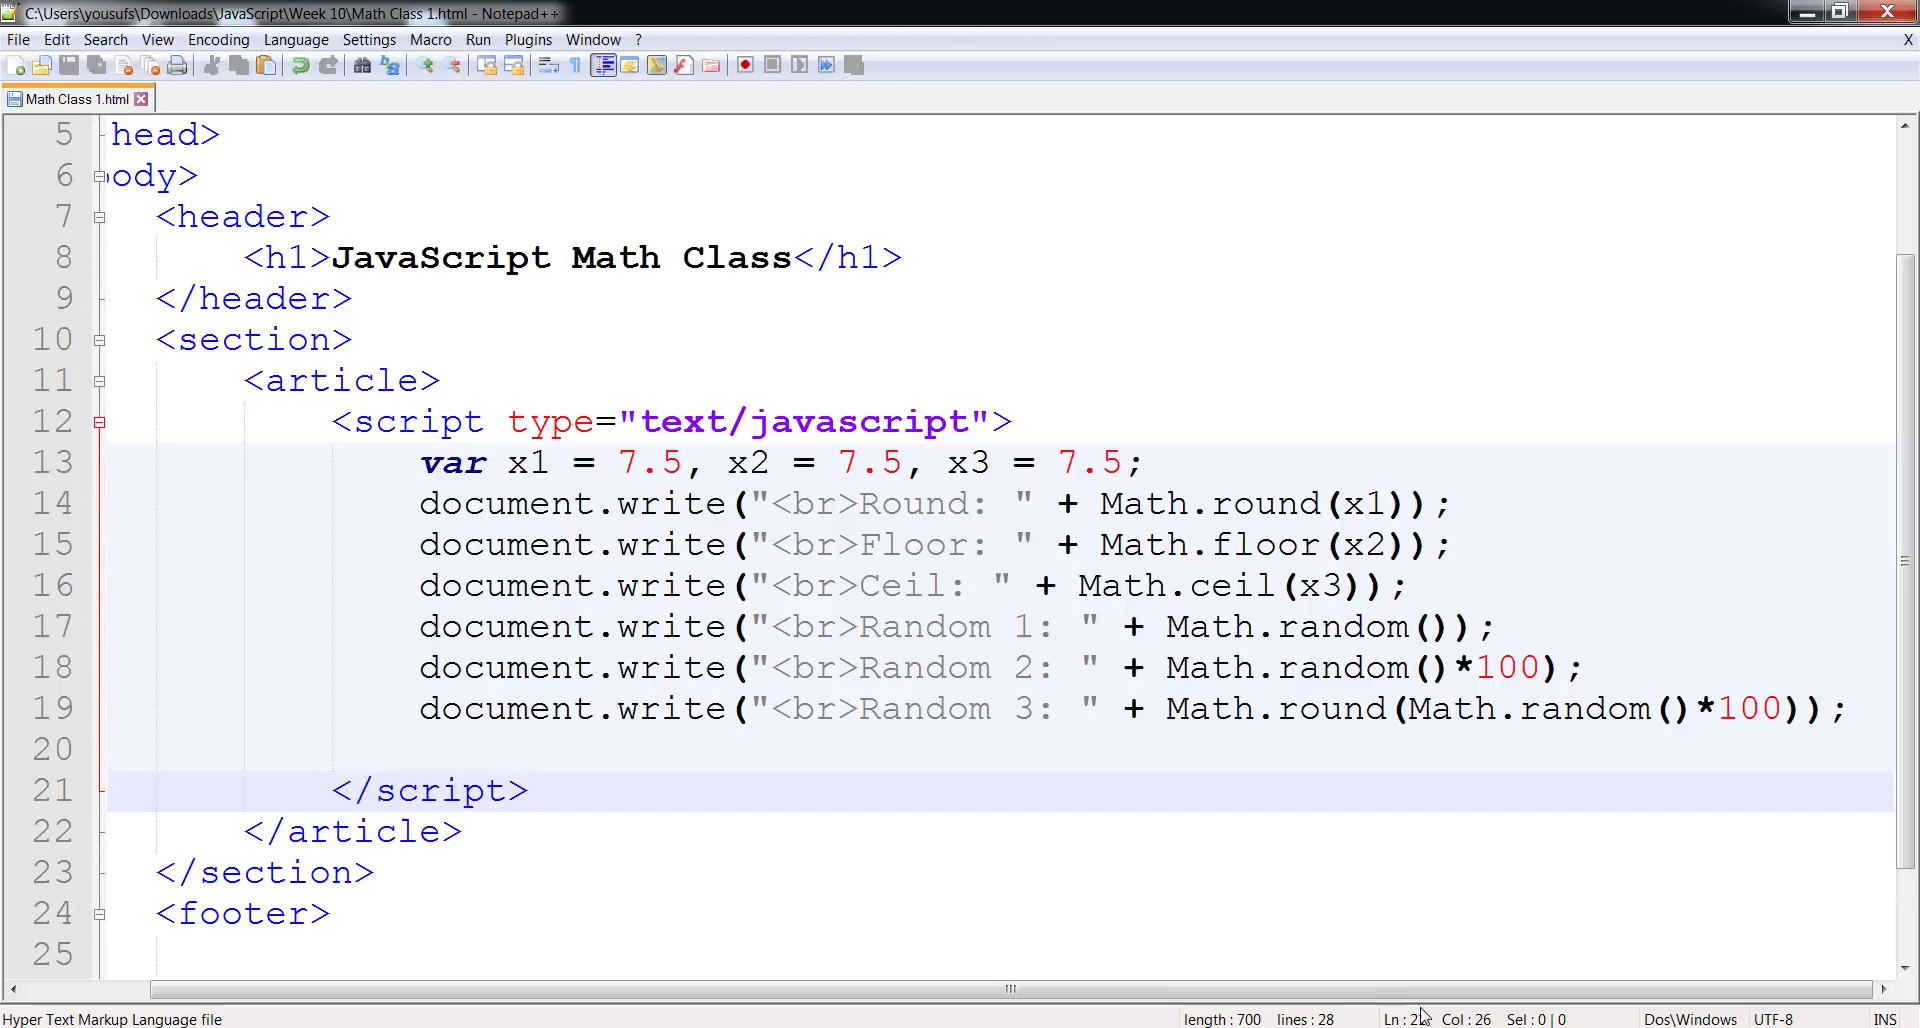 C:\Users\yousufs\Downloads\JavaScript\Week 10\Math Class 1.html - Notepad++
File Edit Search View Encoding Language Settings Macro Run Plugins Window ? X
Math Class 1.html
5 head>
6 ody>
7 <header>
8 <h1>JavaScript Math Class</h1>
9 </header>
10 <section>
11 <article>
12 <script type="text/javascript">
13 var x1 = 7.5, x2 = 7.5, x3 = 7.5;
14 document.write("<br>Round: " + Math.round(x1));
15 document.write("<br>Floor: " + Math.floor(x2));
16 document.write("<br>Ceil: " + Math.ceil(x3));
17 document.write("<br>Random 1: " + Math.random());
18 document.write("<br>Random 2: " + Math.random()*100);
19 document.write("<br>Random 3: " + Math.round(Math.random()*100));
20
21 </script>
22 </article>
23 </section>
24 <footer>
25
Hyper Text Markup Language file length : 700 lines : 28 Ln : Col : 26 Sel : 0 | 0 Dos\Windows UTF-8 INS